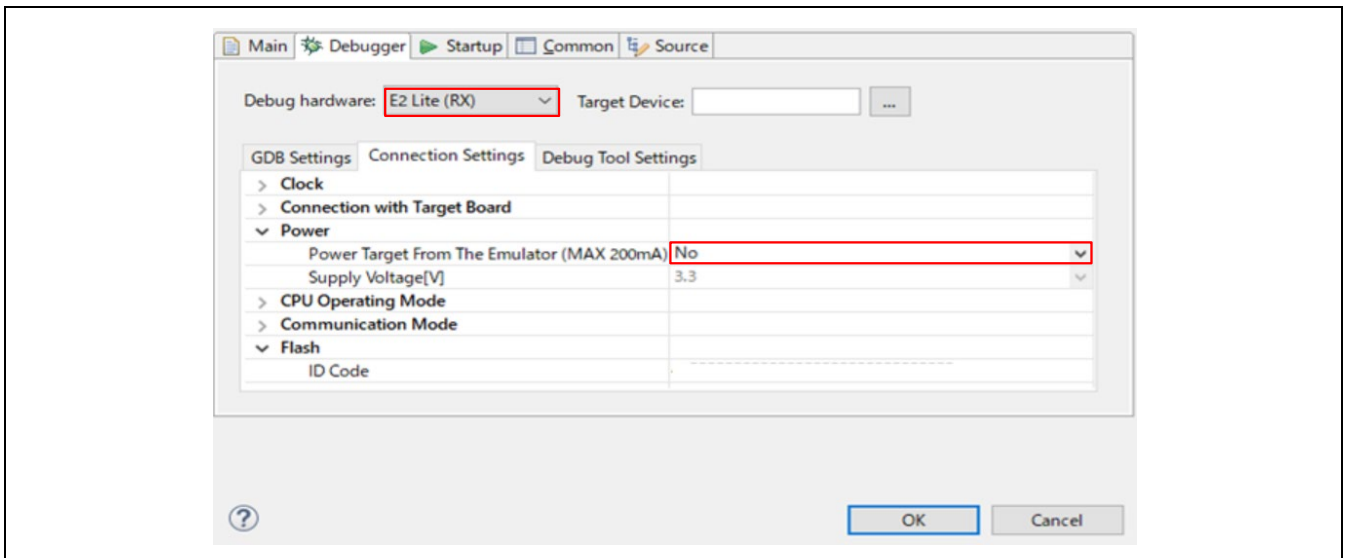 Main Debugger Startup Common Source
Debug hardware: E2 Lite (RX) Target Device: ...
GDB Settings Connection Settings Debug Tool Settings
Clock
Connection with Target Board
Power
Power Target From The Emulator (MAX 200mA) No
Supply Voltage[V] 3.3
CPU Operating Mode
Communication Mode
Flash
ID Code
? OK Cancel